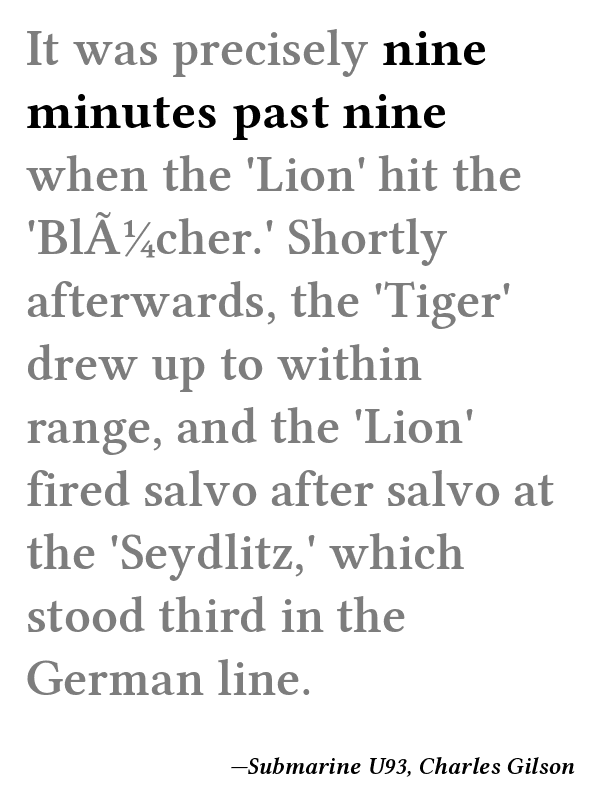 It was precisely nine
minutes past nine
when the 'Lion' hit the
'BlÃ¼cher.' Shortly
afterwards, the 'Tiger'
drew up to within
range, and the 'Lion'
fired salvo after salvo at
the 'Seydlitz,' which
stood third in the
German line.
—Submarine U93, Charles Gilson